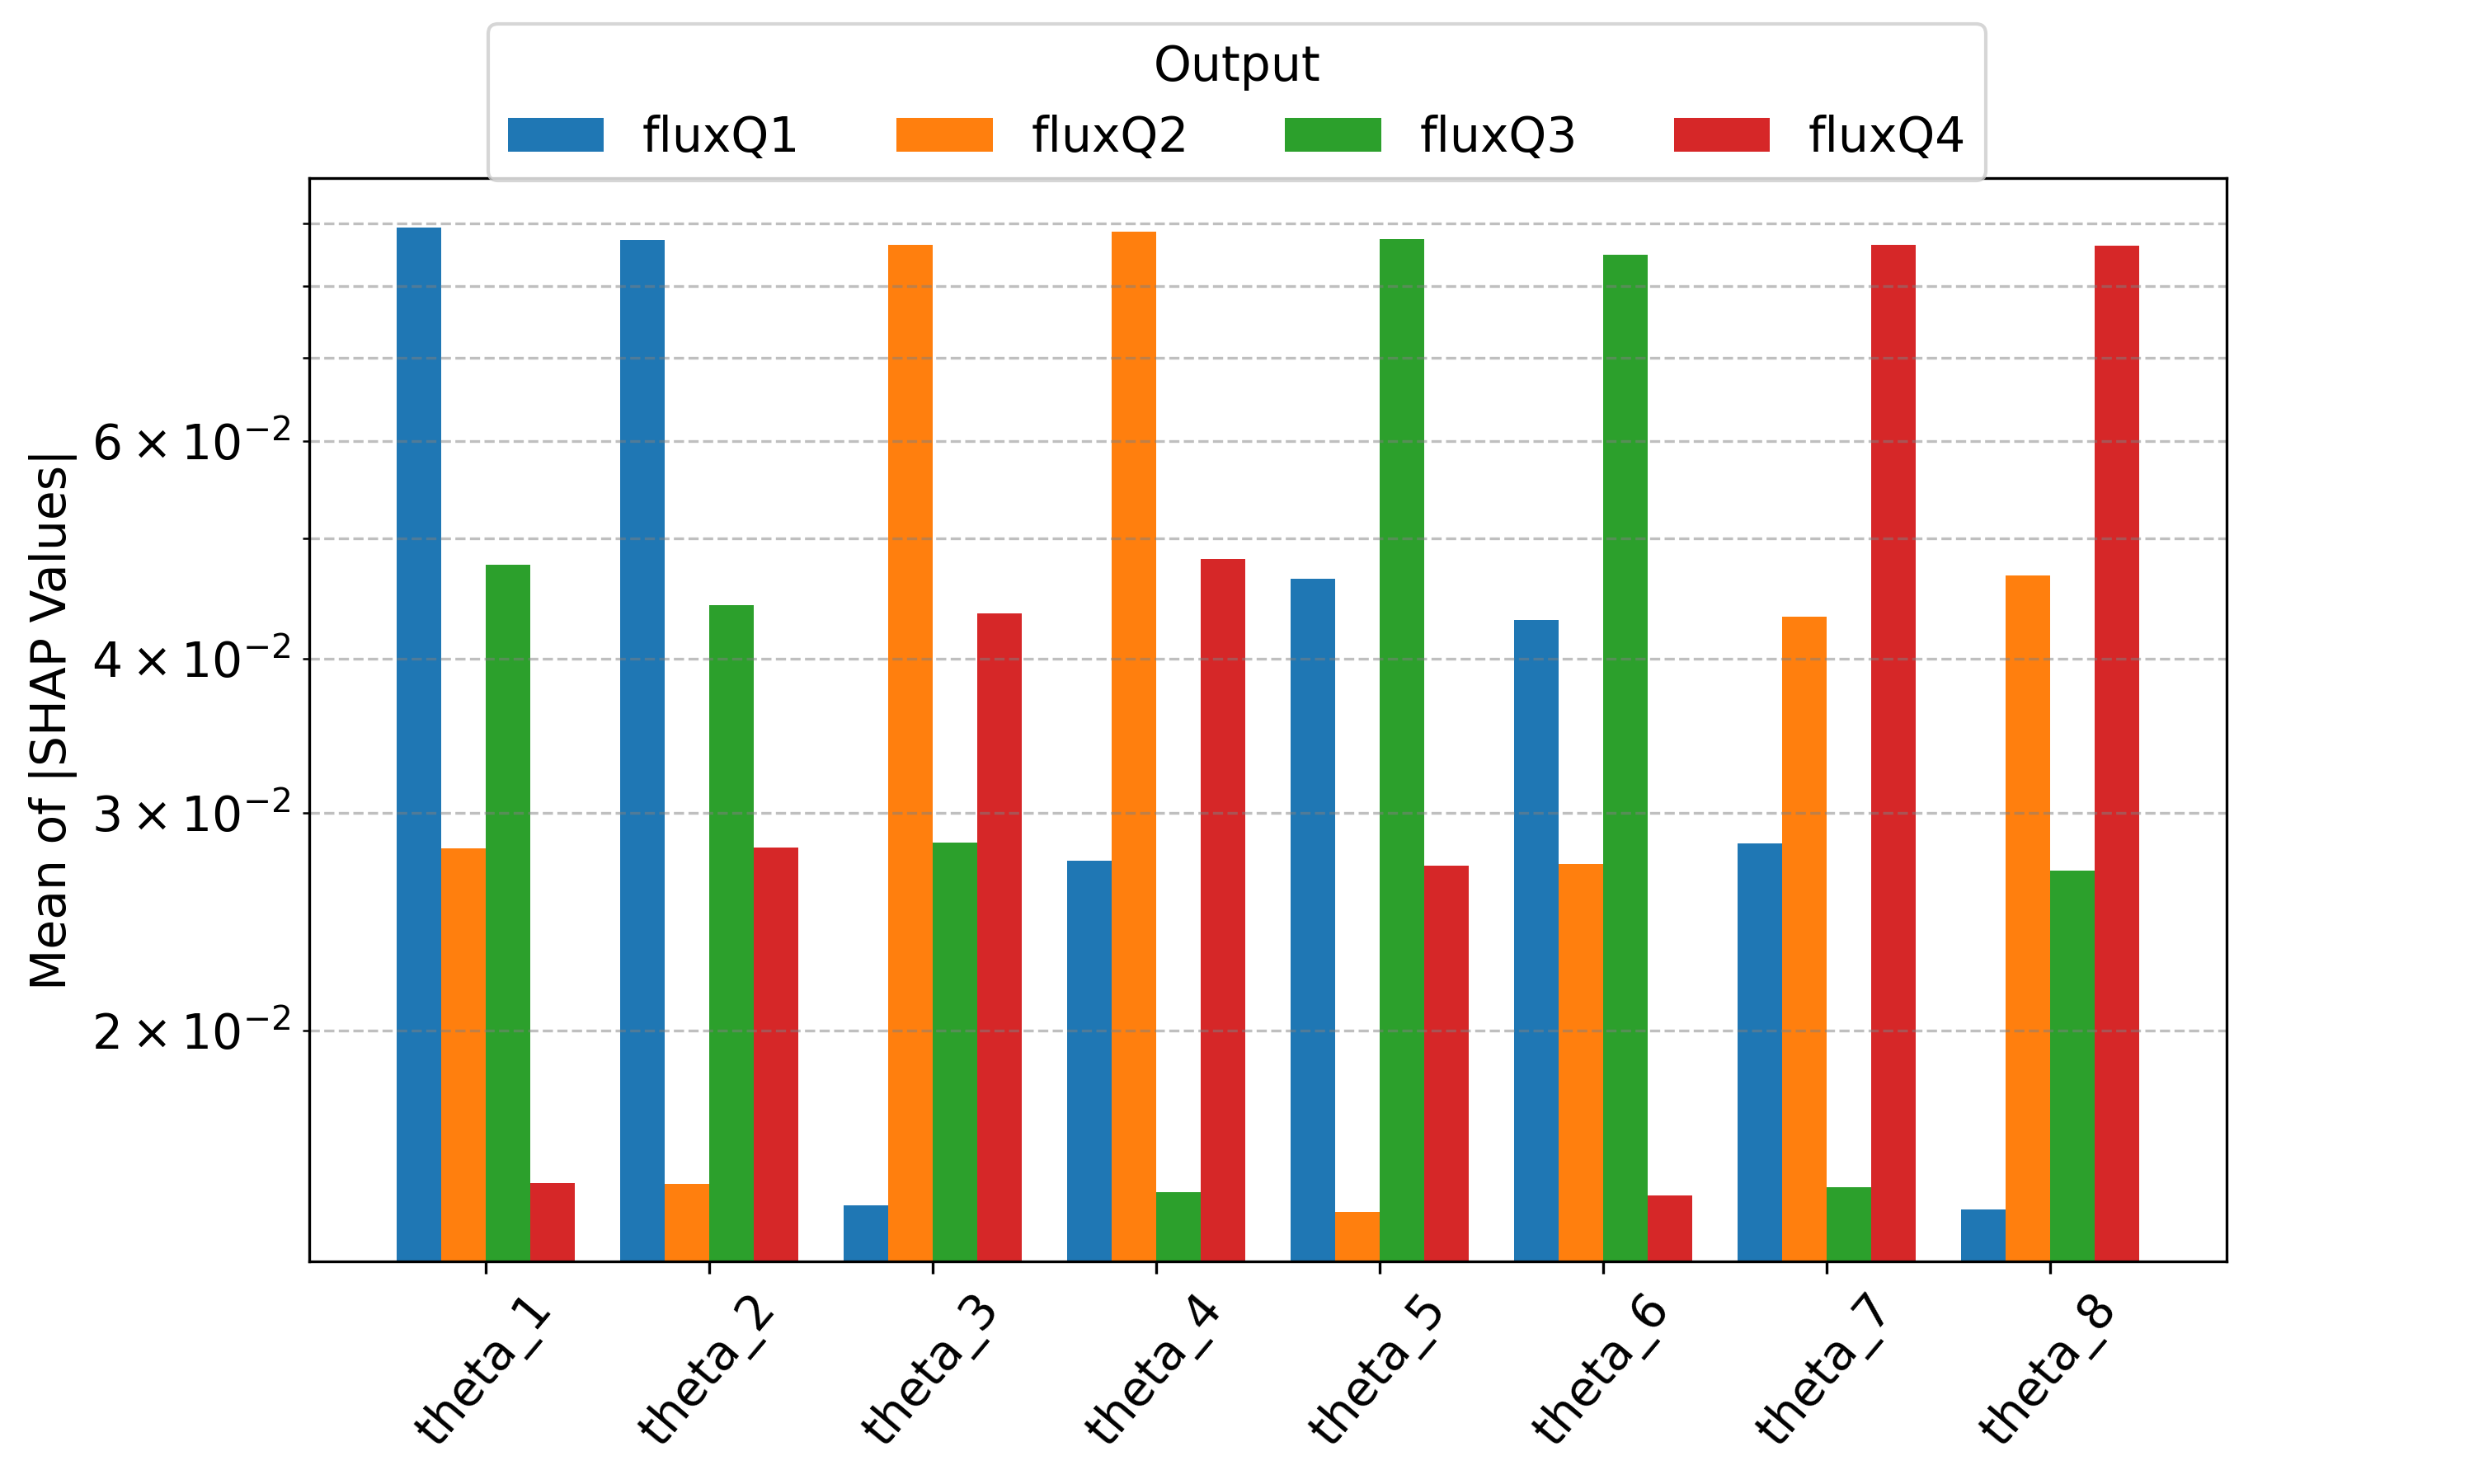 Output
fluxQ1 fluxQ2 fluxQ3 fluxQ4
Mean of |SHAP Values|
6 × 10⁻²
4 × 10⁻²
3 × 10⁻²
2 × 10⁻²
theta_1 theta_2 theta_3 theta_4 theta_5 theta_6 theta_7 theta_8